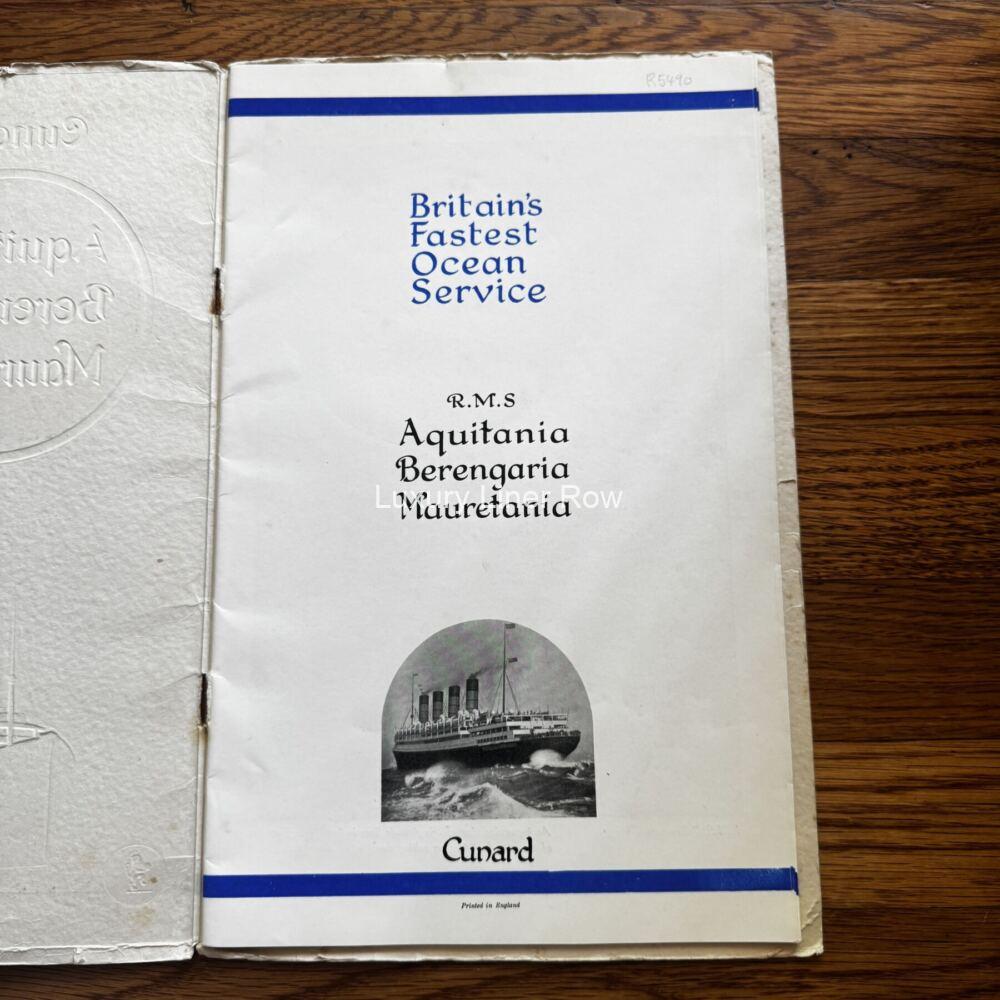 R5490
Britain's
Fastest
Ocean
Service
R.M.S
Aquitania
Berengaria
Mauretania
Luxury Liner Row
Cunard
Printed in England